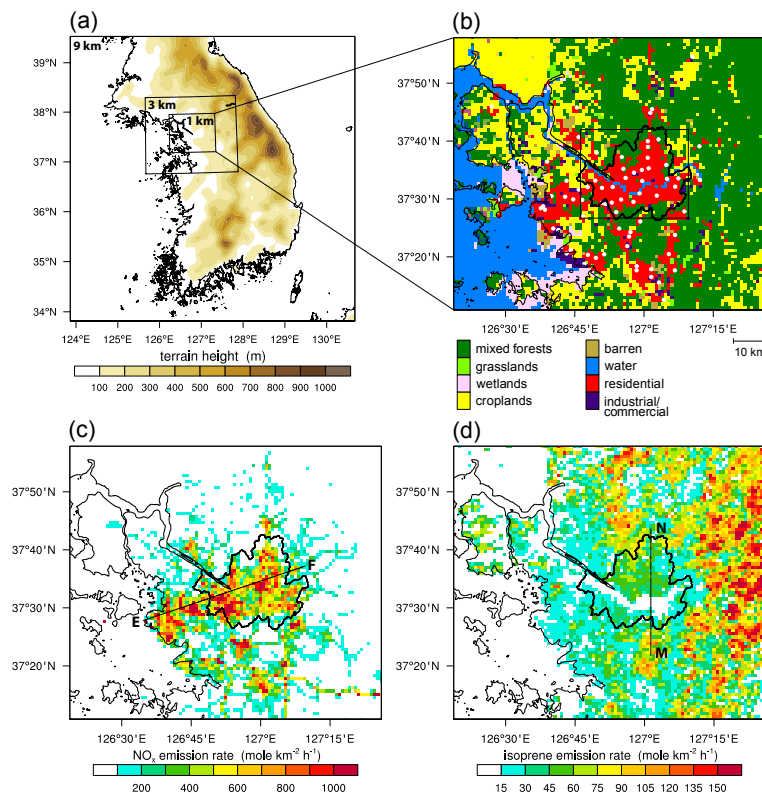 (a)
9 km
3 km
1 km
39°N
38°N
37°N
36°N
35°N
34°N
124°E 125°E 126°E 127°E 128°E 129°E 130°E
terrain height (m)
100 200 300 400 500 600 700 800 900 1000
(b)
37°50'N
37°40'N
37°30'N
37°20'N
126°30'E 126°45'E 127°E 127°15'E
10 km
mixed forests
grasslands
wetlands
croplands
barren
water
residential
industrial/
commercial
(c)
37°50'N
37°40'N
37°30'N
37°20'N
F
E
126°30'E 126°45'E 127°E 127°15'E
NOx emission rate (mole km⁻² h⁻¹)
200 400 600 800 1000
(d)
37°50'N
37°40'N
37°30'N
37°20'N
N
M
126°30'E 126°45'E 127°E 127°15'E
isoprene emission rate (mole km⁻² h⁻¹)
15 30 45 60 75 90 105 120 135 150